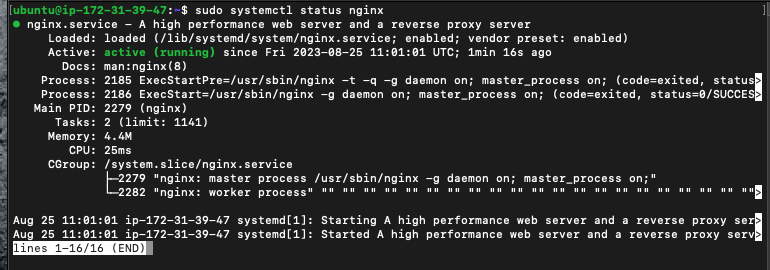 ubuntu@ip-172-31-39-47:~$ sudo systemctl status nginx
● nginx.service - A high performance web server and a reverse proxy server
     Loaded: loaded (/lib/systemd/system/nginx.service; enabled; vendor preset: enabled)
     Active: active (running) since Fri 2023-08-25 11:01:01 UTC; 1min 16s ago
       Docs: man:nginx(8)
    Process: 2185 ExecStartPre=/usr/sbin/nginx -t -q -g daemon on; master_process on; (code=exited, status>
    Process: 2186 ExecStart=/usr/sbin/nginx -g daemon on; master_process on; (code=exited, status=0/SUCCES>
   Main PID: 2279 (nginx)
      Tasks: 2 (limit: 1141)
     Memory: 4.4M
        CPU: 25ms
     CGroup: /system.slice/nginx.service
             ├─2279 "nginx: master process /usr/sbin/nginx -g daemon on; master_process on;"
             └─2282 "nginx: worker process" "" "" "" "" "" "" "" "" "" "" "" "" "" "" "" "" "" "" "" "" "">
Aug 25 11:01:01 ip-172-31-39-47 systemd[1]: Starting A high performance web server and a reverse proxy ser>
Aug 25 11:01:01 ip-172-31-39-47 systemd[1]: Started A high performance web server and a reverse proxy serv>
lines 1-16/16 (END)